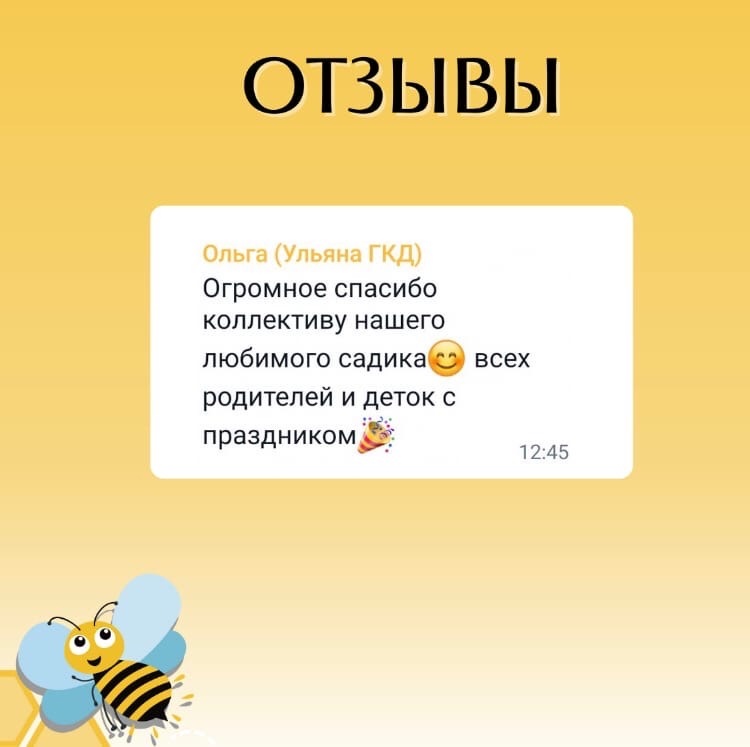 ОТЗЫВЫ
Ольга (Ульяна ГКД)
Огромное спасибо
коллективу нашего
любимого садика😊 всех
родителей и деток с
праздником🎉
12:45